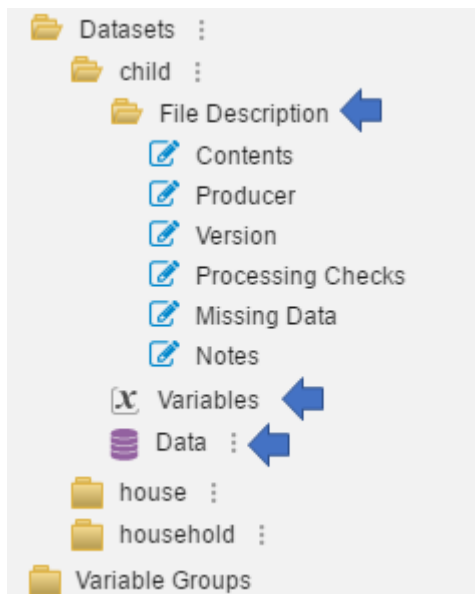 Datasets
child
File Description
Contents
Producer
Version
Processing Checks
Missing Data
Notes
x Variables
Data
house
household
Variable Groups